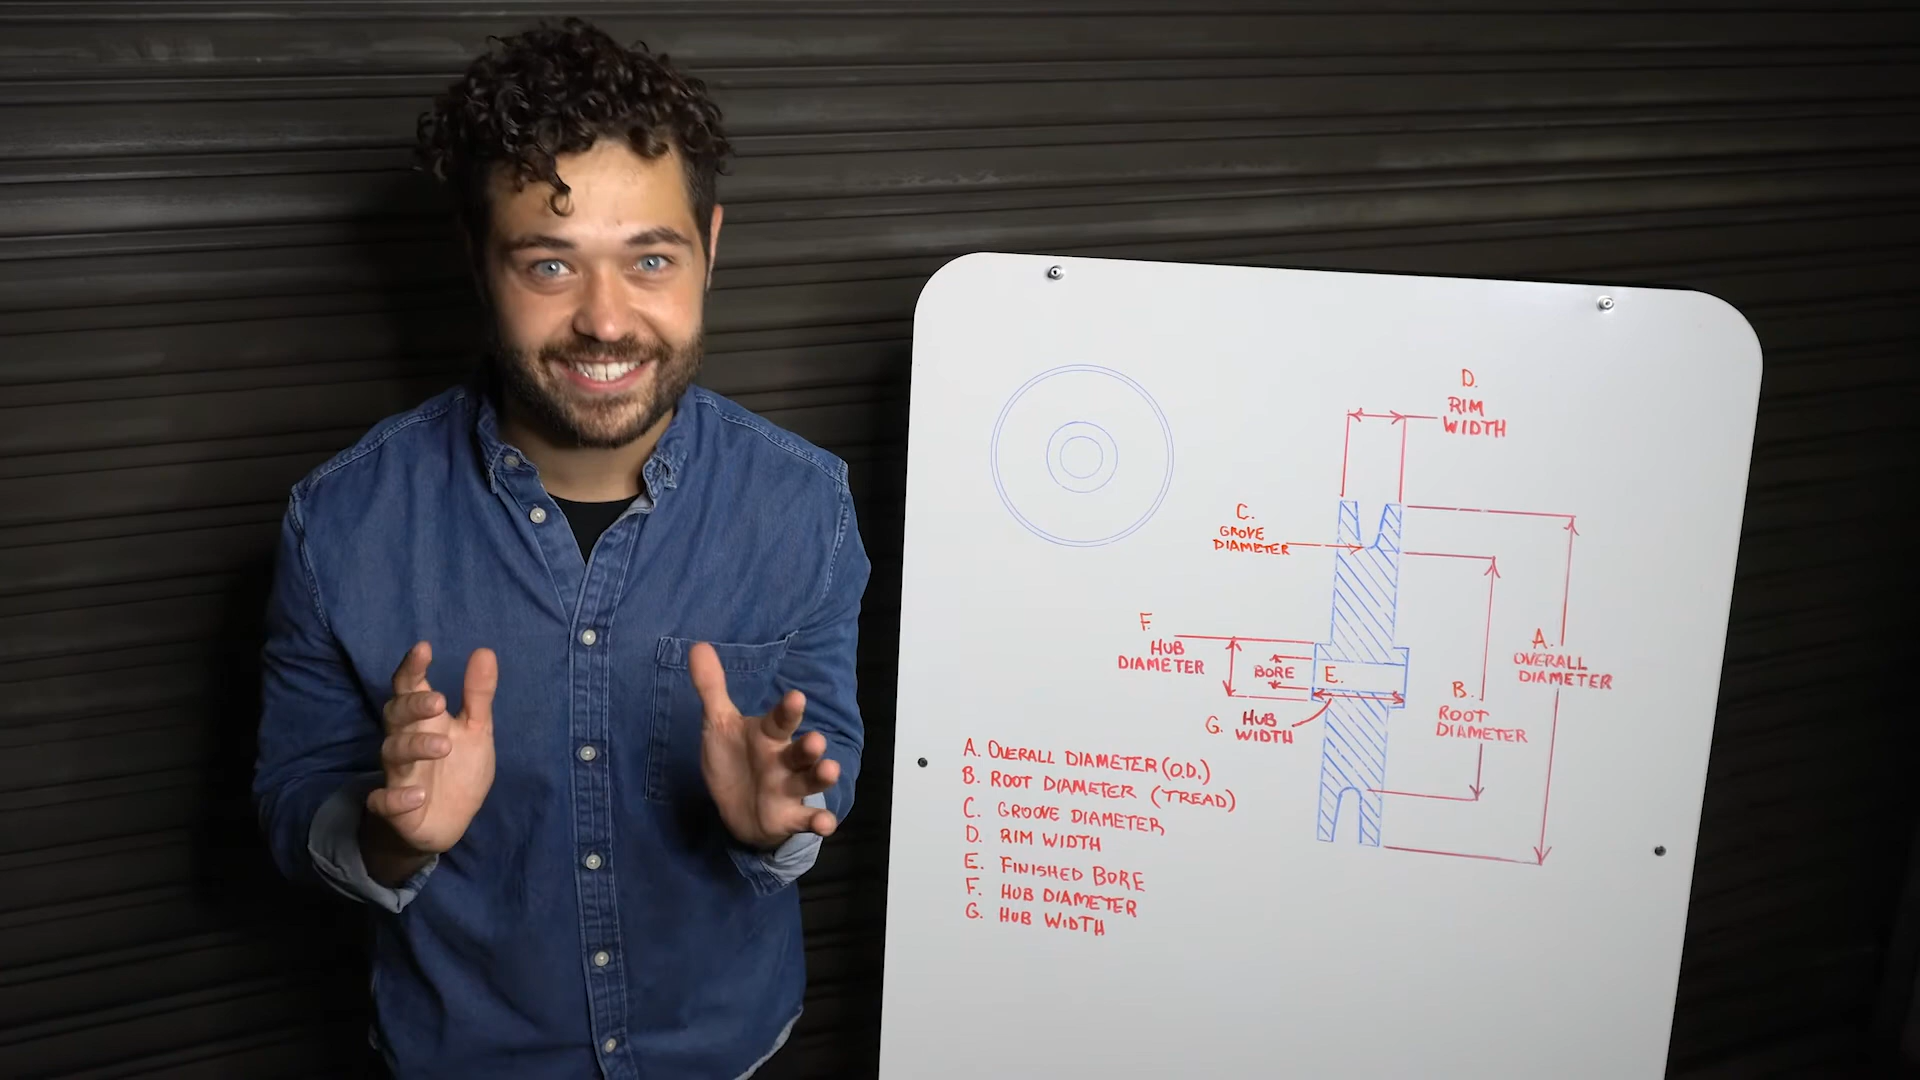 D.
RIM
WIDTH
C.
GROVE
DIAMETER
F.
HUB
DIAMETER
BORE
E.
A.
OVERALL
DIAMETER
B.
ROOT
DIAMETER
G. HUB
WIDTH
A. OVERALL DIAMETER (O.D.)
B. ROOT DIAMETER (TREAD)
C. GROOVE DIAMETER
D. RIM WIDTH
E. FINISHED BORE
F. HUB DIAMETER
G. HUB WIDTH